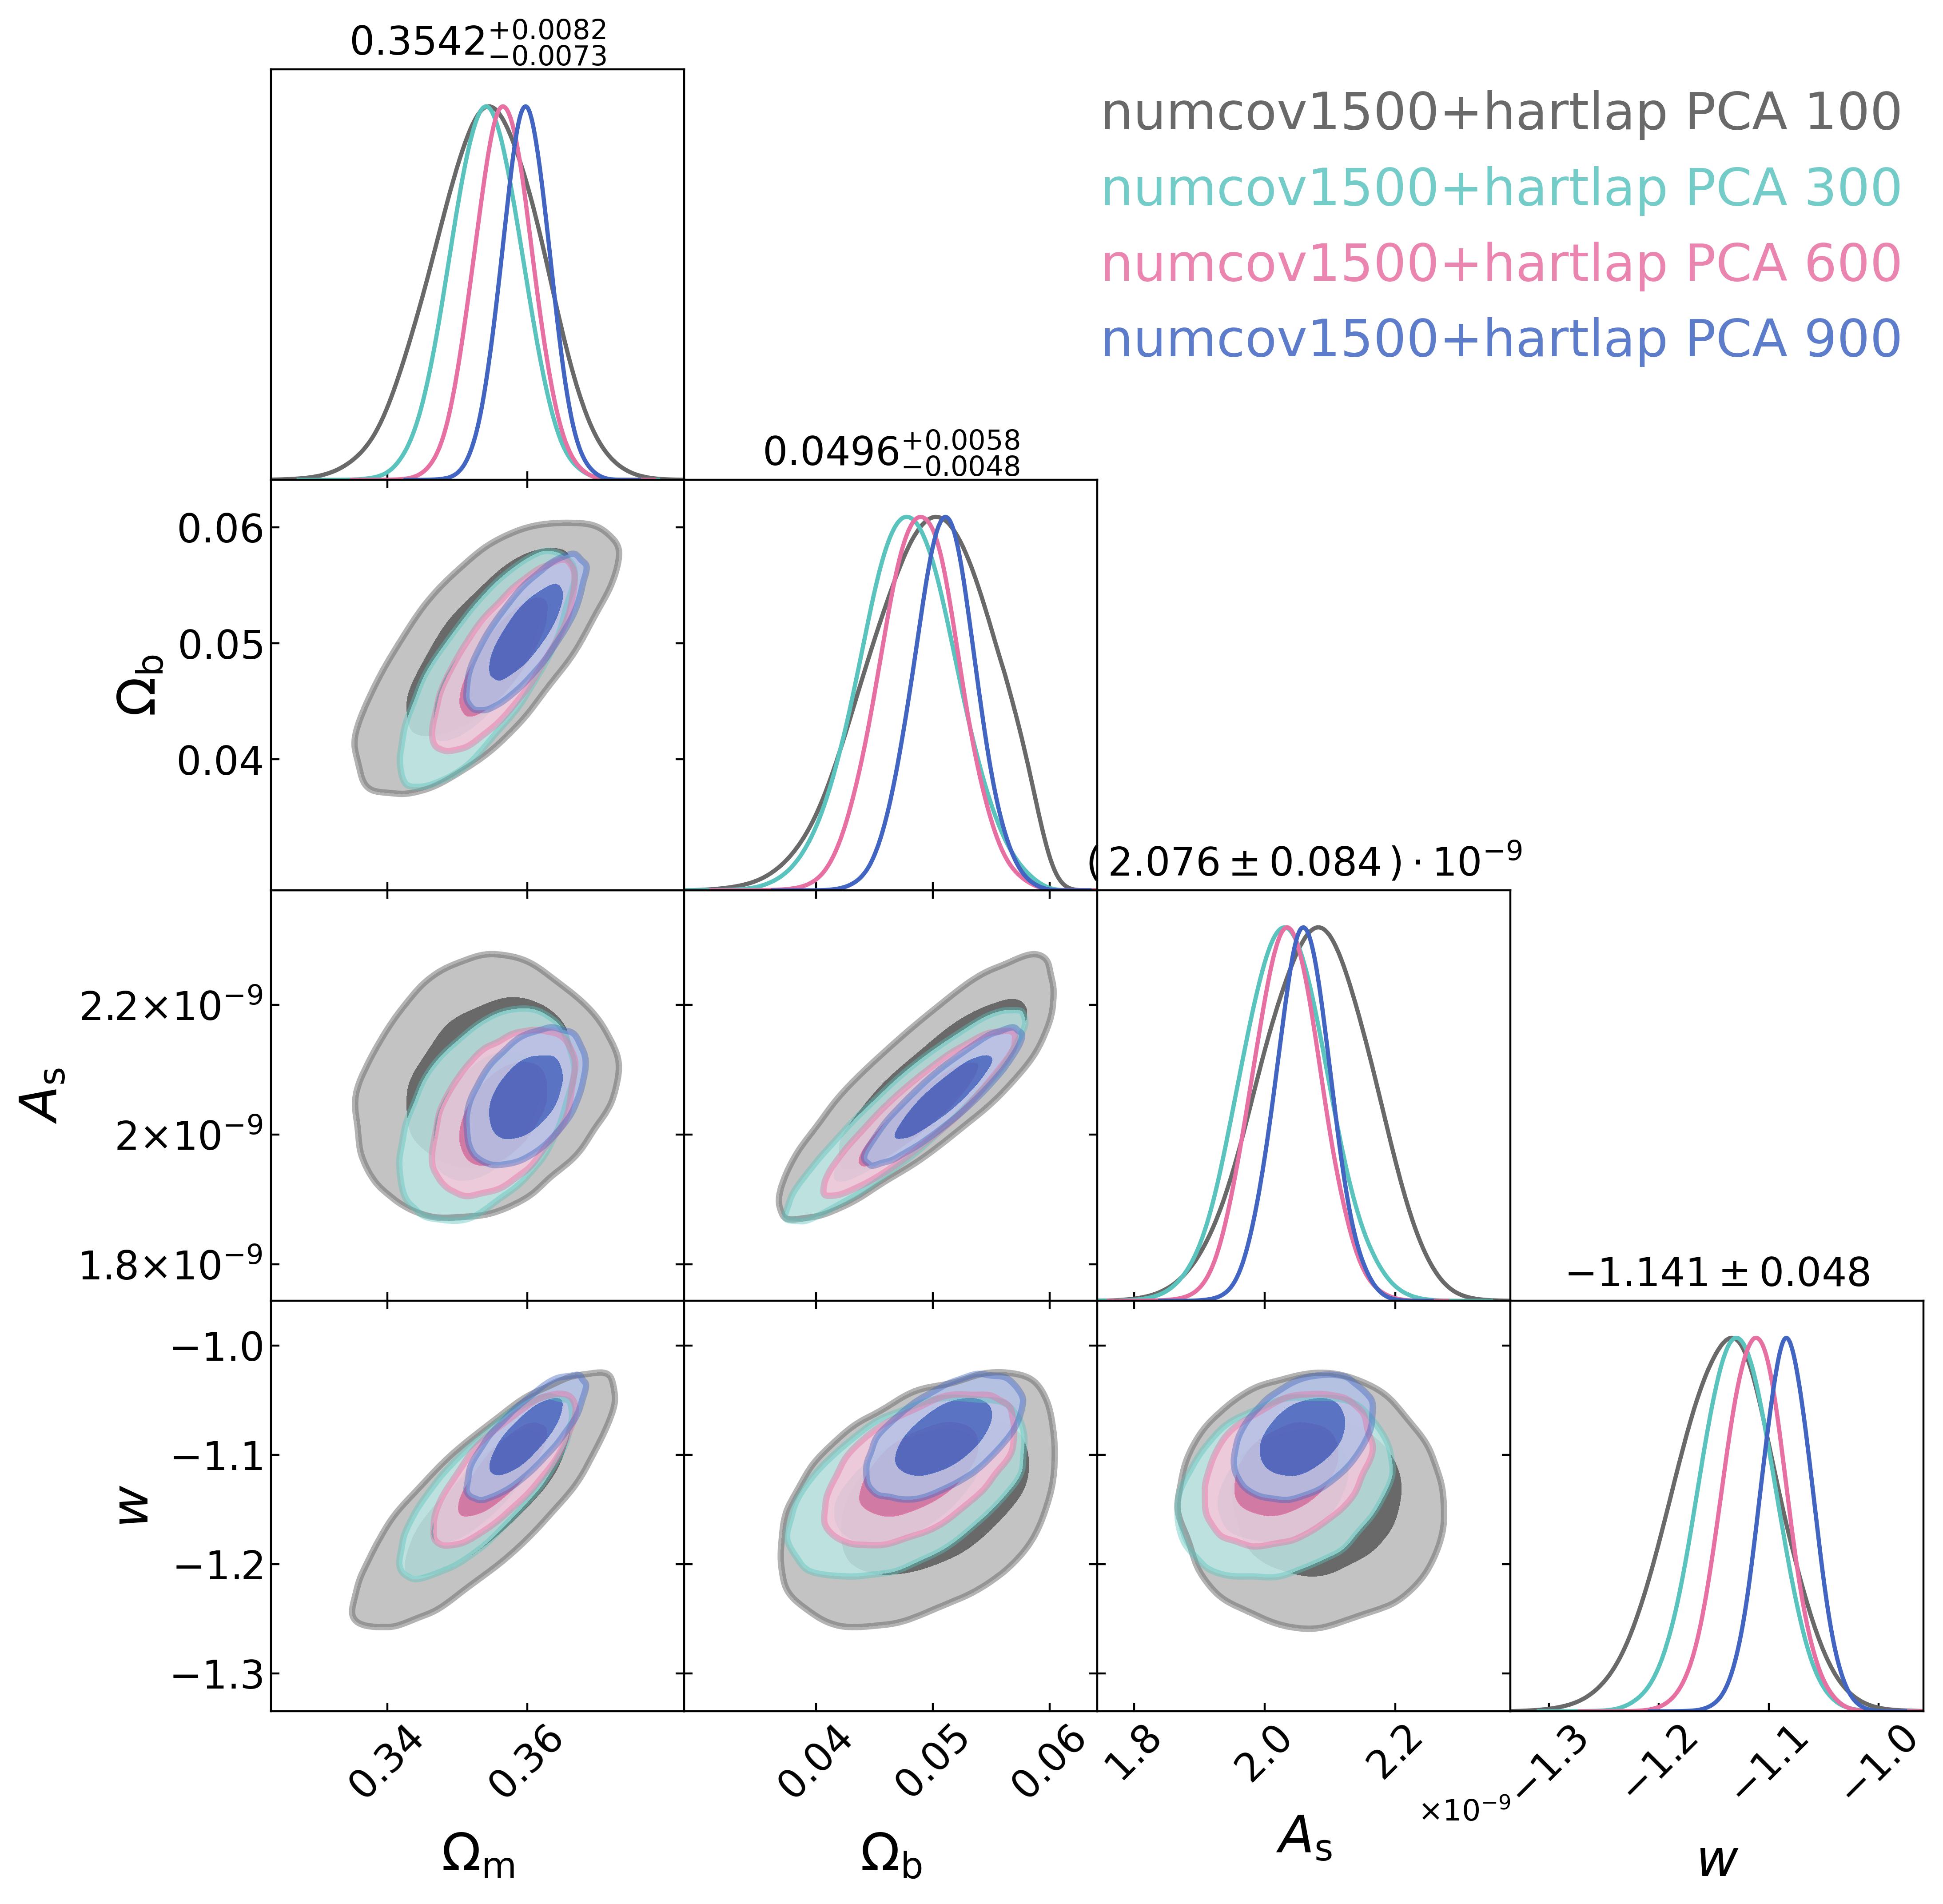 0.3542+0.0082−0.0073
numcov1500+hartlap PCA 100
numcov1500+hartlap PCA 300
numcov1500+hartlap PCA 600
numcov1500+hartlap PCA 900
0.0496+0.0058−0.0048
0.06
0.05
0.04
Ωb
(2.076±0.084)·10⁻⁹
2.2×10⁻⁹
2×10⁻⁹
1.8×10⁻⁹
As
−1.141±0.048
−1.0
−1.1
−1.2
−1.3
w
0.34 0.36
0.04 0.05 0.06
1.8 2.0 2.2
×10⁻⁹
−1.3 −1.2 −1.1 −1.0
Ωm Ωb As w